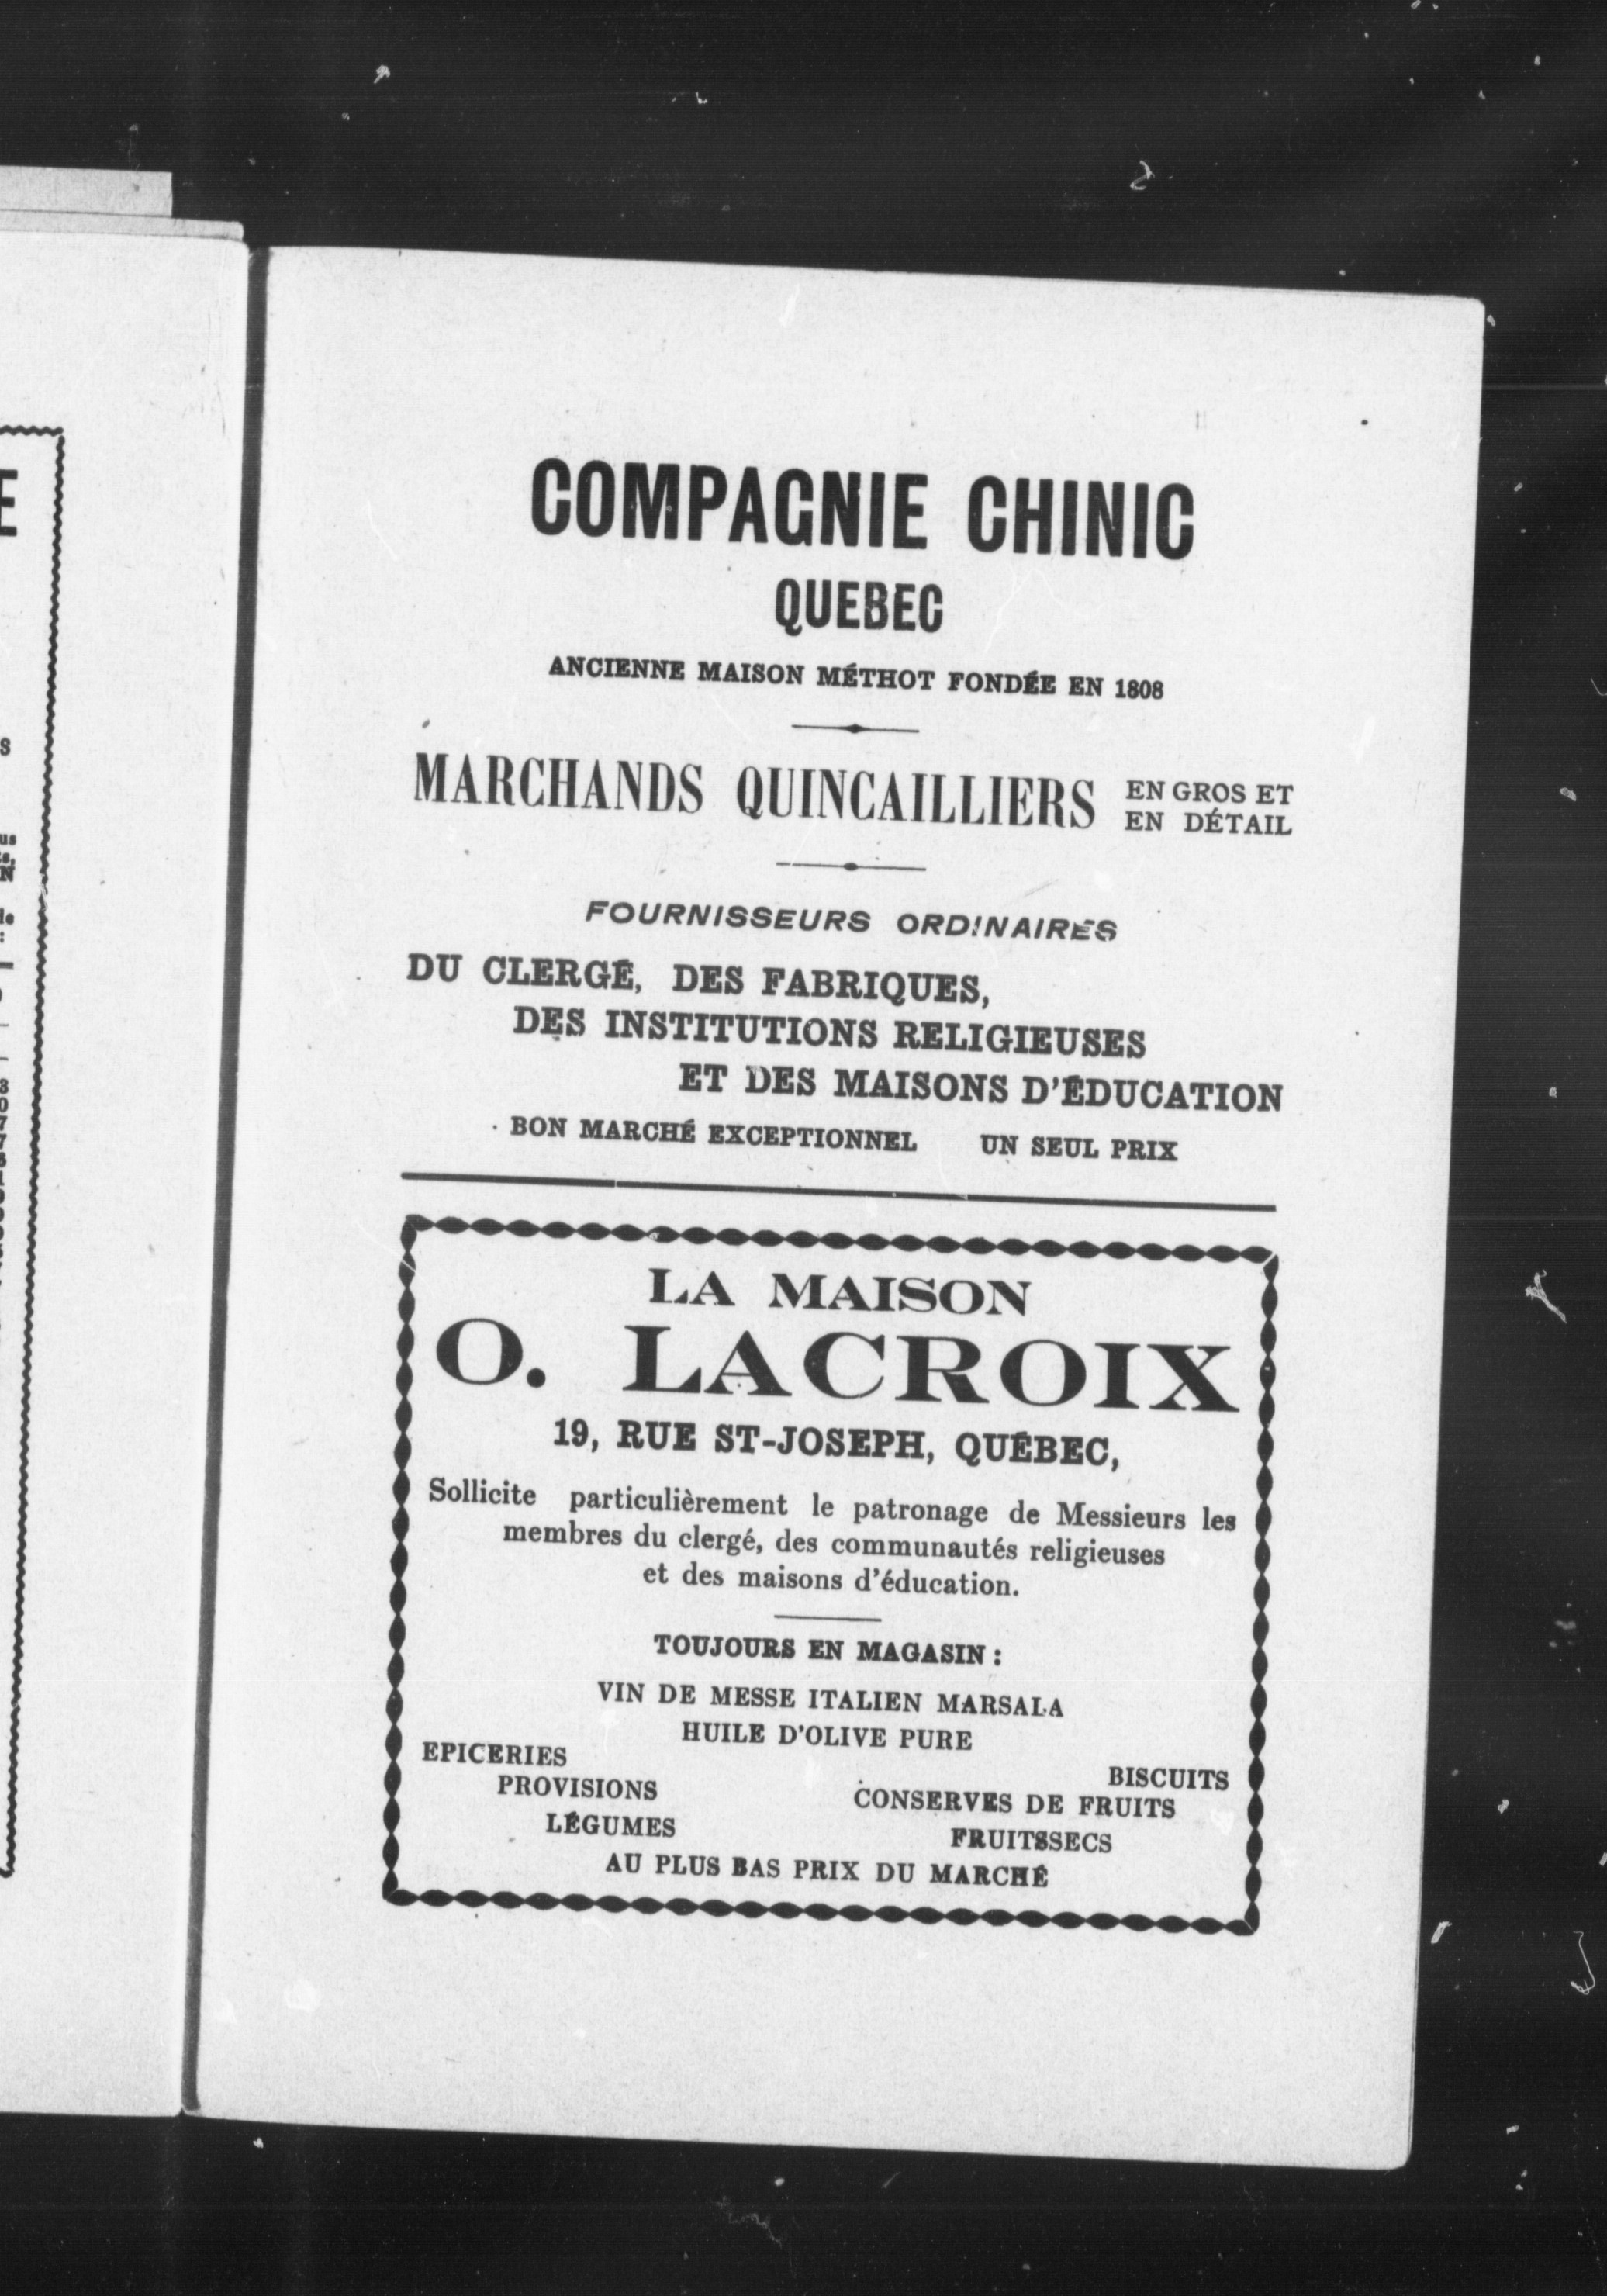 COMPAGNIE CHINIC
QUEBEC
ANCIENNE MAISON MÉTHOT FONDÉE EN 1808
MARCHANDS QUINCAILLIERS EN GROS ET
EN DÉTAIL
FOURNISSEURS ORDINAIRES
DU CLERGÉ, DES FABRIQUES,
DES INSTITUTIONS RELIGIEUSES
ET DES MAISONS D'ÉDUCATION
BON MARCHÉ EXCEPTIONNEL UN SEUL PRIX
LA MAISON
O. LACROIX
19, RUE ST-JOSEPH, QUÉBEC,
Sollicite particulièrement le patronage de Messieurs les
membres du clergé, des communautés religieuses
et des maisons d'éducation.
TOUJOURS EN MAGASIN :
VIN DE MESSE ITALIEN MARSALA
HUILE D'OLIVE PURE
EPICERIES
PROVISIONS
LÉGUMES
BISCUITS
CONSERVES DE FRUITS
FRUITSSECS
AU PLUS BAS PRIX DU MARCHÉ